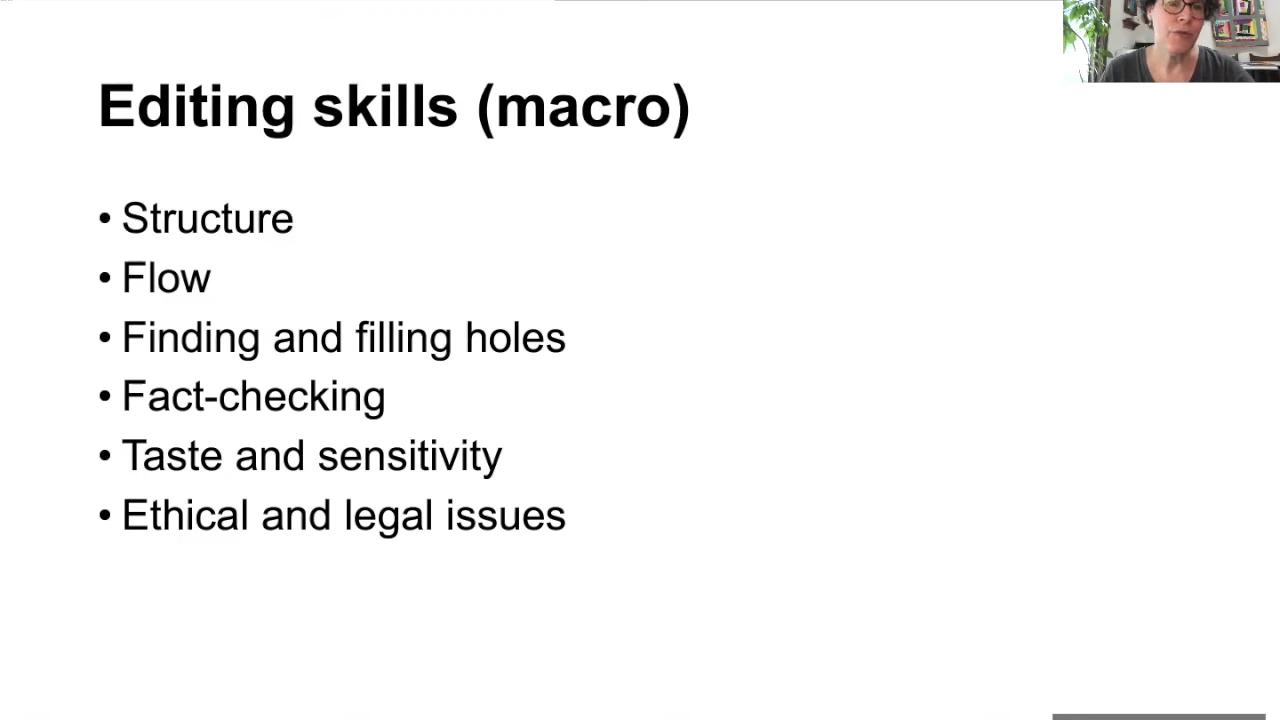 Editing skills (macro)
• Structure
• Flow
• Finding and filling holes
• Fact-checking
• Taste and sensitivity
• Ethical and legal issues